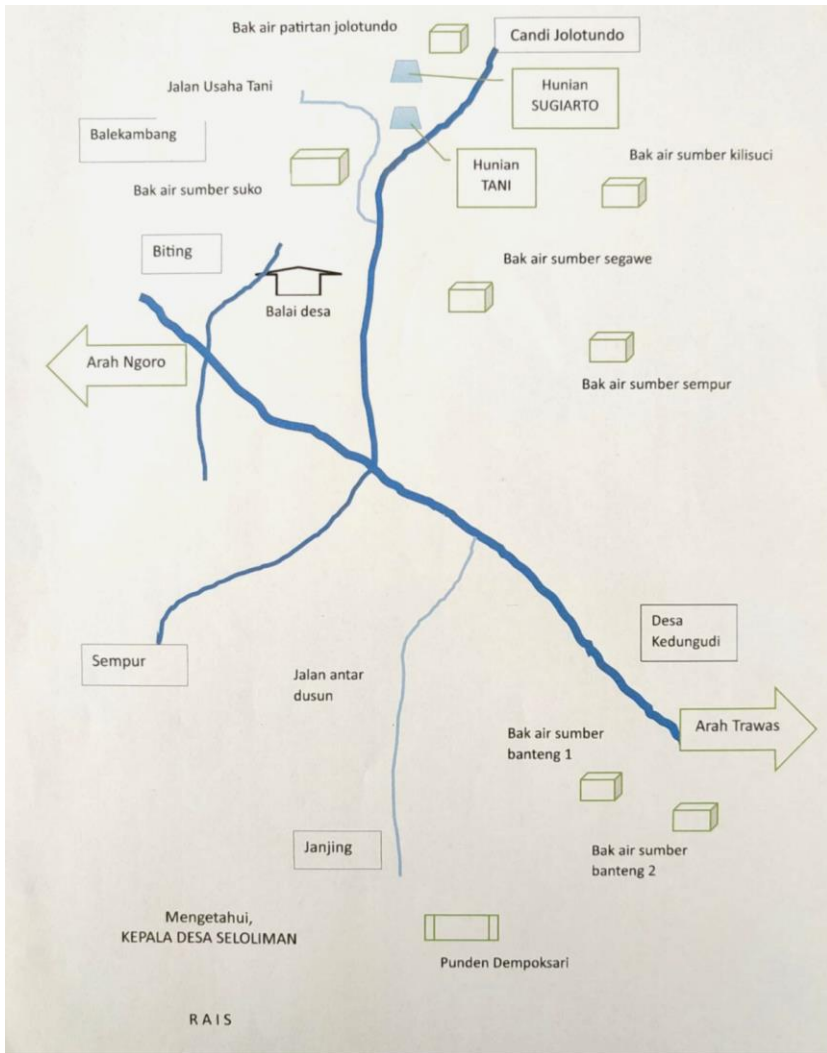 Bak air patirtan jolotundo
Candi Jolotundo
Jalan Usaha Tani
Hunian
SUGIARTO
Balekambang
Hunian
TANI
Bak air sumber kilisuci
Bak air sumber suko
Biting
Bak air sumber segawe
Balai desa
Arah Ngoro
Bak air sumber sempur
Desa
Kedungudi
Sempur
Jalan antar
dusun
Arah Trawas
Bak air sumber
banteng 1
Janjing
Bak air sumber
banteng 2
Mengetahui,
KEPALA DESA SELOLIMAN
Punden Dempoksari
RAIS